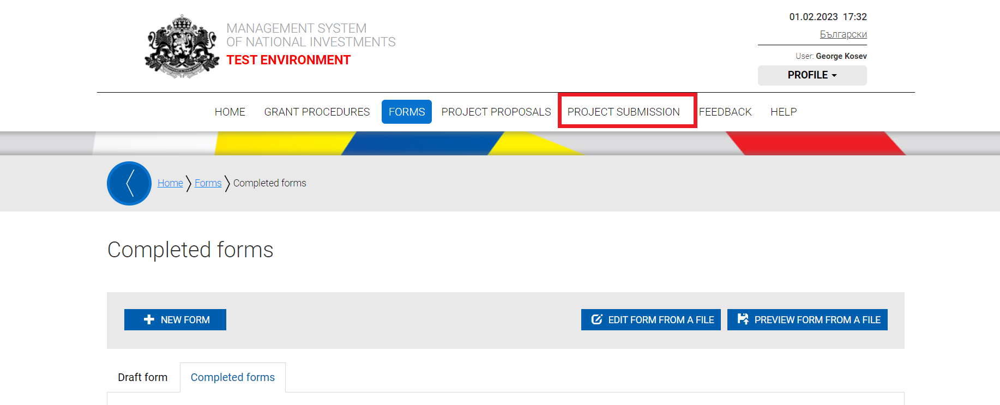 MANAGEMENT SYSTEM
OF NATIONAL INVESTMENTS
TEST ENVIRONMENT
01.02.2023 17:32
Български
User: George Kosev
PROFILE
HOME GRANT PROCEDURES FORMS PROJECT PROPOSALS PROJECT SUBMISSION FEEDBACK HELP
Home Forms Completed forms
Completed forms
NEW FORM EDIT FORM FROM A FILE PREVIEW FORM FROM A FILE
Draft form Completed forms